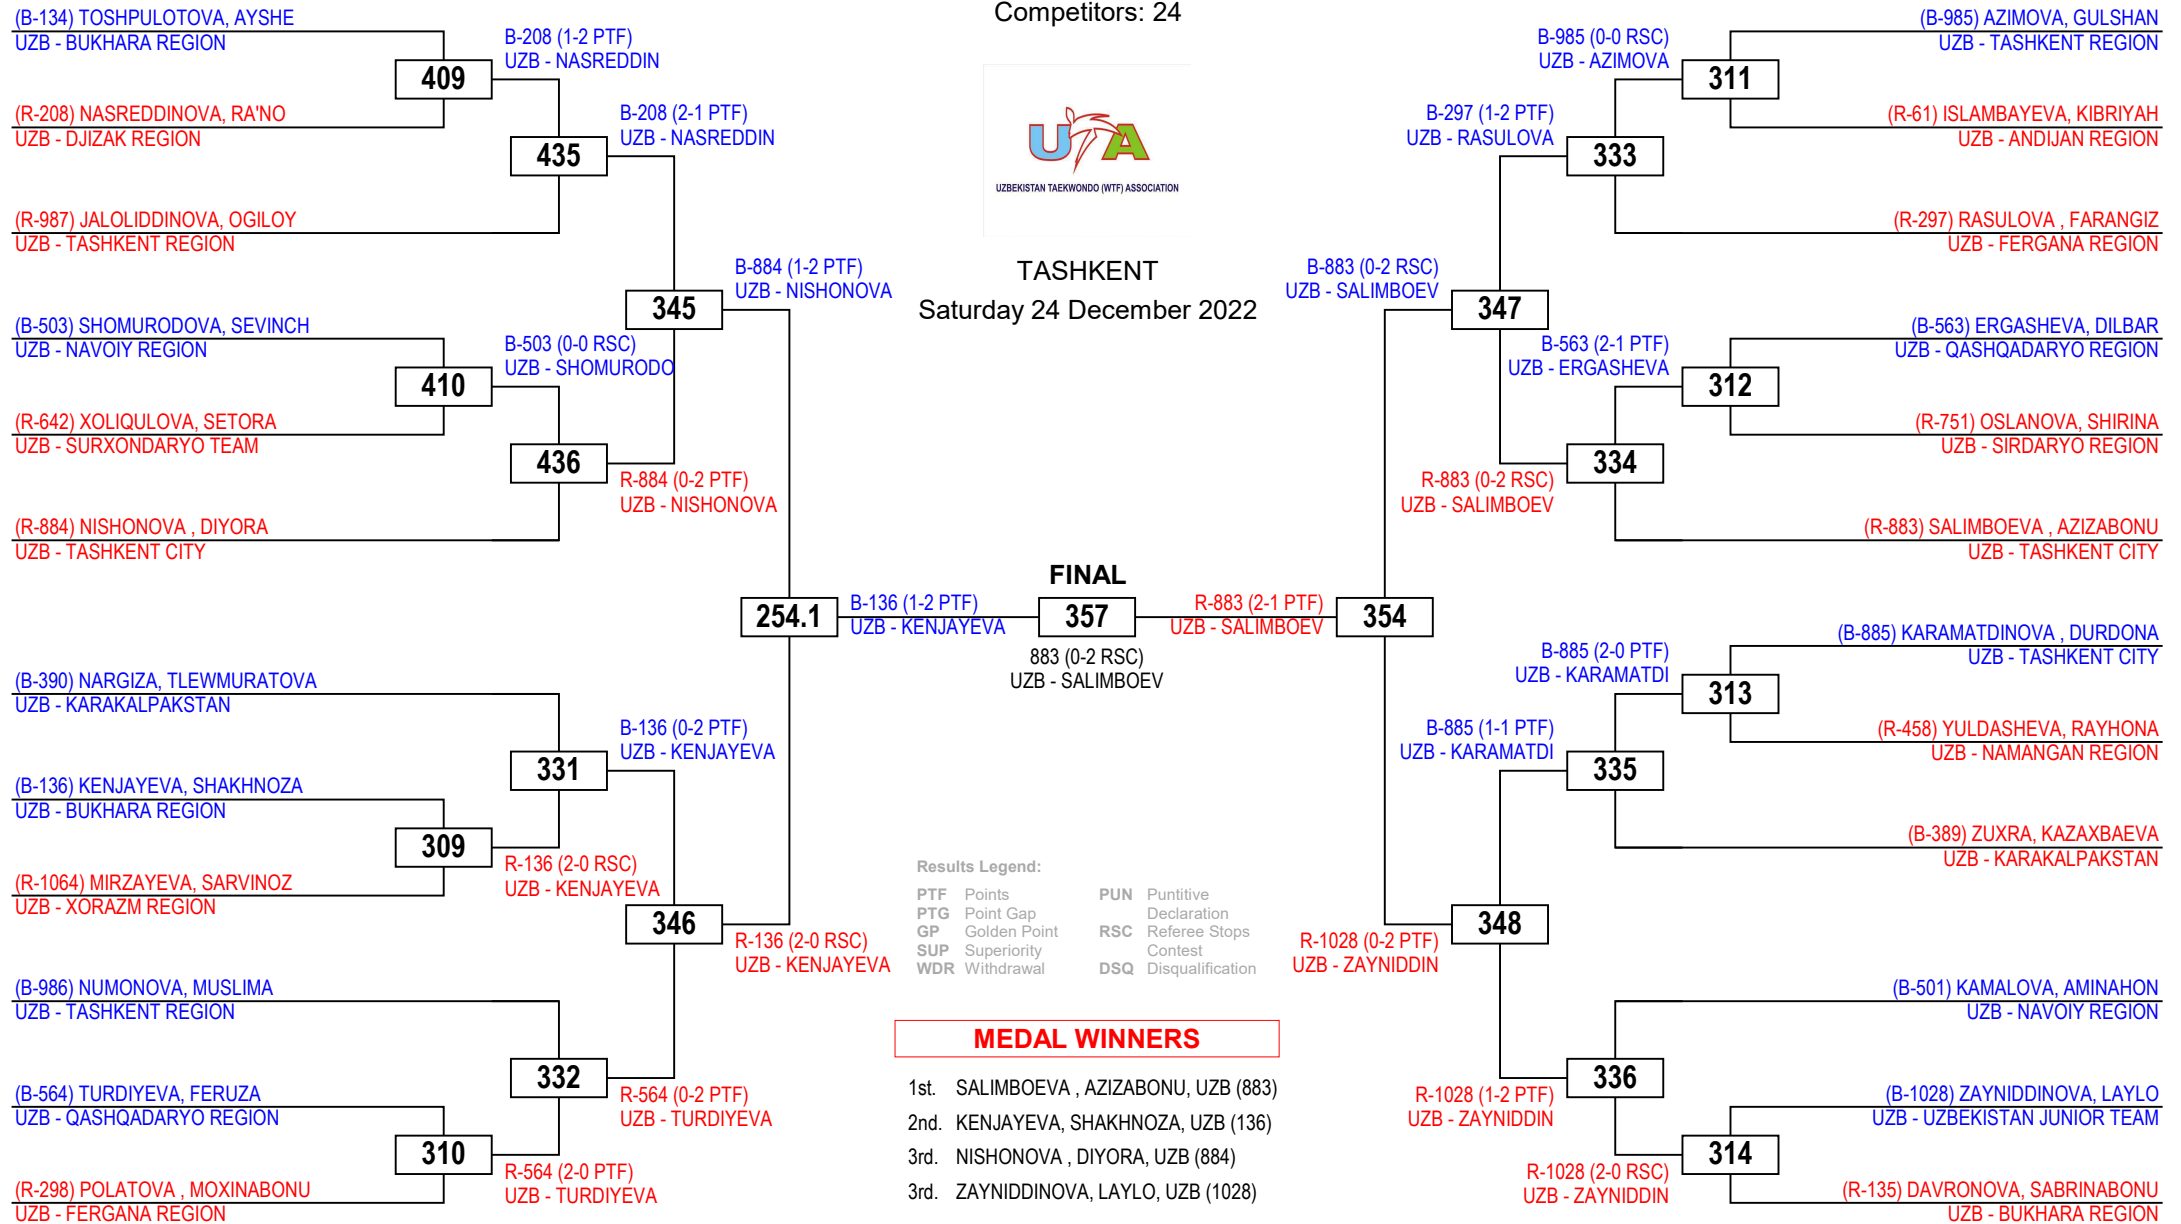 Competitors: 24
UTA
UZBEKISTAN TAEKWONDO (WTF) ASSOCIATION
TASHKENT
Saturday 24 December 2022
(B-134) TOSHPULOTOVA, AYSHE
UZB - BUKHARA REGION
409
(R-208) NASREDDINOVA, RA'NO
UZB - DJIZAK REGION
B-208 (1-2 PTF)
UZB - NASREDDIN
435
(R-987) JALOLIDDINOVA, OGILOY
UZB - TASHKENT REGION
B-208 (2-1 PTF)
UZB - NASREDDIN
345
(B-503) SHOMURODOVA, SEVINCH
UZB - NAVOIY REGION
410
(R-642) XOLIQULOVA, SETORA
UZB - SURXONDARYO TEAM
B-503 (0-0 RSC)
UZB - SHOMURODO
436
(R-884) NISHONOVA , DIYORA
UZB - TASHKENT CITY
R-884 (0-2 PTF)
UZB - NISHONOVA
B-884 (1-2 PTF)
UZB - NISHONOVA
254.1
(B-390) NARGIZA, TLEWMURATOVA
UZB - KARAKALPAKSTAN
331
(B-136) KENJAYEVA, SHAKHNOZA
UZB - BUKHARA REGION
309
(R-1064) MIRZAYEVA, SARVINOZ
UZB - XORAZM REGION
R-136 (2-0 RSC)
UZB - KENJAYEVA
B-136 (0-2 PTF)
UZB - KENJAYEVA
346
(B-986) NUMONOVA, MUSLIMA
UZB - TASHKENT REGION
332
(B-564) TURDIYEVA, FERUZA
UZB - QASHQADARYO REGION
310
(R-298) POLATOVA , MOXINABONU
UZB - FERGANA REGION
R-564 (2-0 PTF)
UZB - TURDIYEVA
R-564 (0-2 PTF)
UZB - TURDIYEVA
R-136 (2-0 RSC)
UZB - KENJAYEVA
B-136 (1-2 PTF)
UZB - KENJAYEVA
FINAL
357
883 (0-2 RSC)
UZB - SALIMBOEV
R-883 (2-1 PTF)
UZB - SALIMBOEV
354
B-883 (0-2 RSC)
UZB - SALIMBOEV
347
B-297 (1-2 PTF)
UZB - RASULOVA
333
B-985 (0-0 RSC)
UZB - AZIMOVA
311
(B-985) AZIMOVA, GULSHAN
UZB - TASHKENT REGION
(R-61) ISLAMBAYEVA, KIBRIYAH
UZB - ANDIJAN REGION
(R-297) RASULOVA , FARANGIZ
UZB - FERGANA REGION
B-563 (2-1 PTF)
UZB - ERGASHEVA
312
(B-563) ERGASHEVA, DILBAR
UZB - QASHQADARYO REGION
(R-751) OSLANOVA, SHIRINA
UZB - SIRDARYO REGION
334
R-883 (0-2 RSC)
UZB - SALIMBOEV
(R-883) SALIMBOEVA , AZIZABONU
UZB - TASHKENT CITY
B-885 (2-0 PTF)
UZB - KARAMATDI
313
(B-885) KARAMATDINOVA , DURDONA
UZB - TASHKENT CITY
(R-458) YULDASHEVA, RAYHONA
UZB - NAMANGAN REGION
B-885 (1-1 PTF)
UZB - KARAMATDI
335
(B-389) ZUXRA, KAZAXBAEVA
UZB - KARAKALPAKSTAN
348
R-1028 (0-2 PTF)
UZB - ZAYNIDDIN
(B-501) KAMALOVA, AMINAHON
UZB - NAVOIY REGION
336
R-1028 (1-2 PTF)
UZB - ZAYNIDDIN
(B-1028) ZAYNIDDINOVA, LAYLO
UZB - UZBEKISTAN JUNIOR TEAM
314
R-1028 (2-0 RSC)
UZB - ZAYNIDDIN
(R-135) DAVRONOVA, SABRINABONU
UZB - BUKHARA REGION
Results Legend:
PTF Points
PTG Point Gap
GP Golden Point
SUP Superiority
WDR Withdrawal
PUN Puntitive
Declaration
RSC Referee Stops
Contest
DSQ Disqualification
MEDAL WINNERS
1st. SALIMBOEVA , AZIZABONU, UZB (883)
2nd. KENJAYEVA, SHAKHNOZA, UZB (136)
3rd. NISHONOVA , DIYORA, UZB (884)
3rd. ZAYNIDDINOVA, LAYLO, UZB (1028)